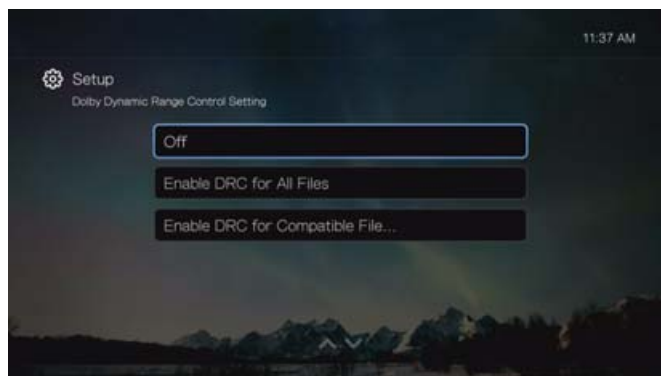 11:37 AM
Setup
Dolby Dynamic Range Control Setting
Off
Enable DRC for All Files
Enable DRC for Compatible File...